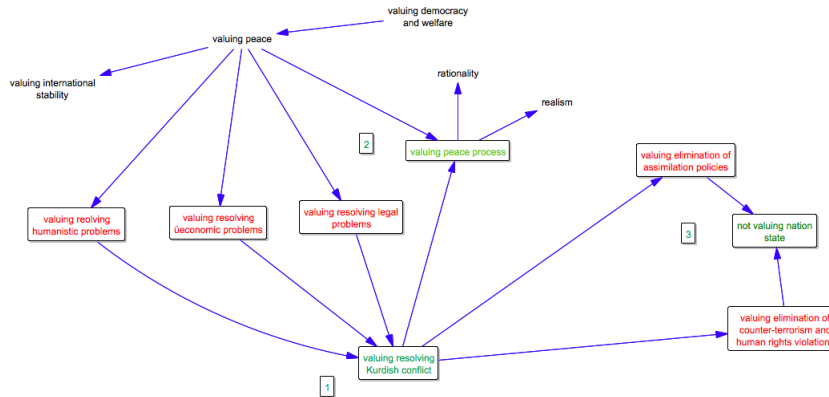 valuing democracy
and welfare
valuing peace
valuing international
stability
rationality
realism
2
valuing peace process
valuing elimination of
assimilation policies
valuing reolving
humanistic problems
valuing resolving
üeconomic problems
valuing resolving legal
problems
3
not valuing nation
state
valuing elimination of
counter-terrorism and
human rights violation
valuing resolving
Kurdish conflict
1